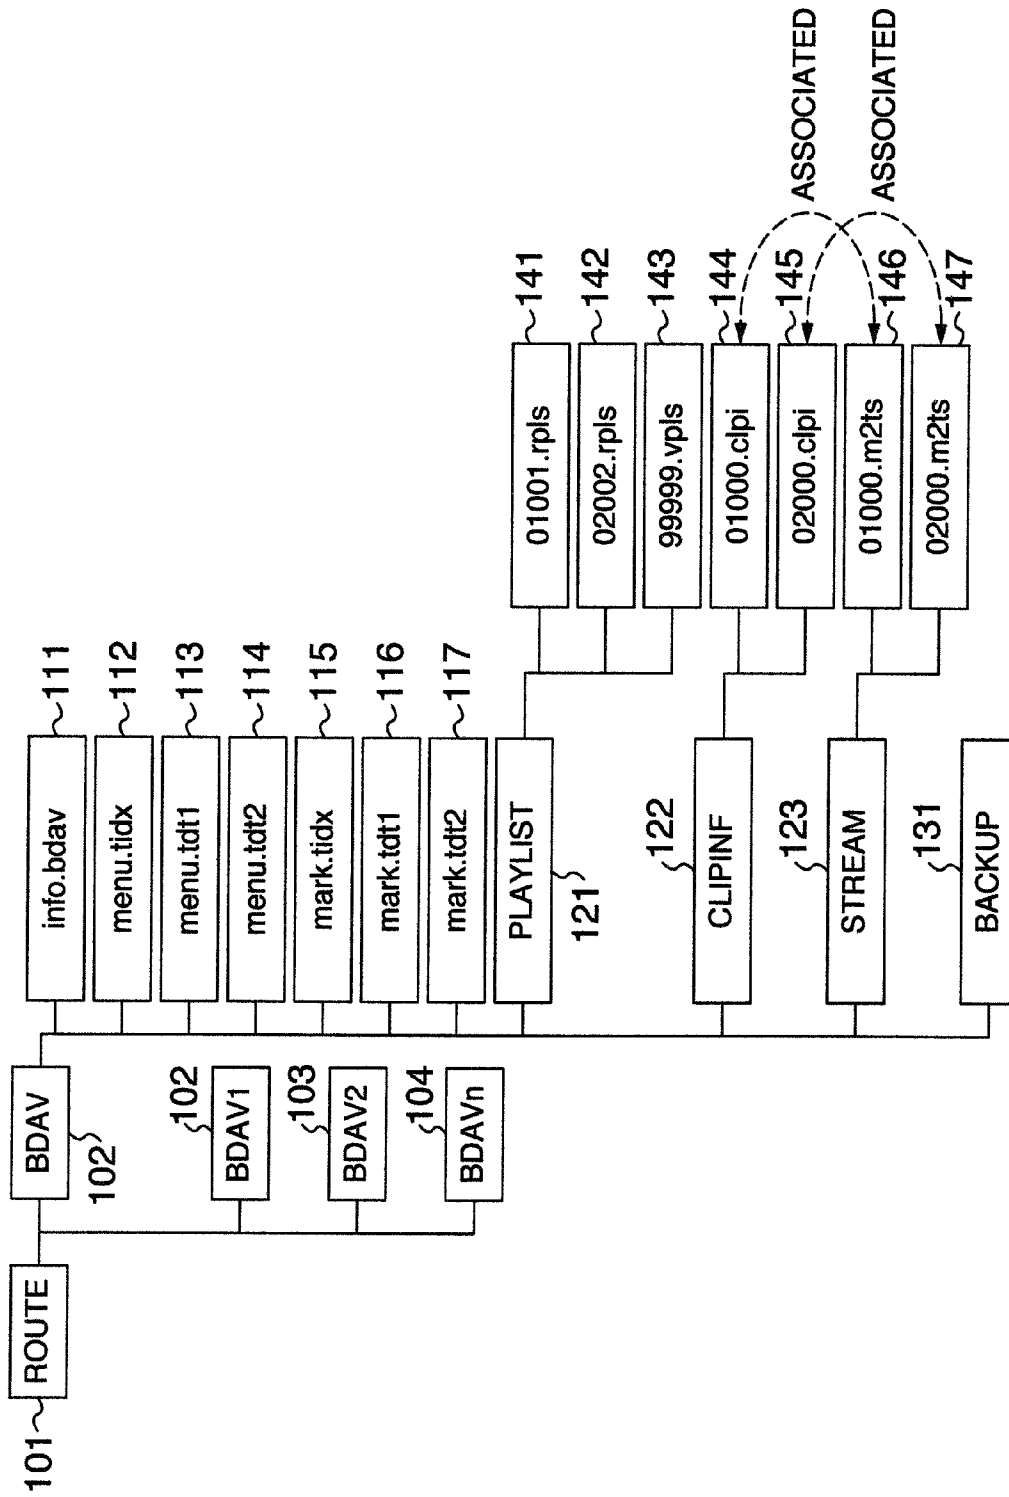 101
ROUTE
BDAV
102
102
BDAV1
103
BDAV2
104
BDAVn
info.bdav
111
menu.tidx
112
menu.tdt1
113
menu.tdt2
114
mark.tidx
115
mark.tdt1
116
mark.tdt2
117
PLAYLIST
121
122
CLIPINF
123
STREAM
131
BACKUP
01001.rpls
141
02002.rpls
142
99999.vpls
143
01000.clpi
144
02000.clpi
145
01000.m2ts
146
02000.m2ts
147
ASSOCIATED
ASSOCIATED